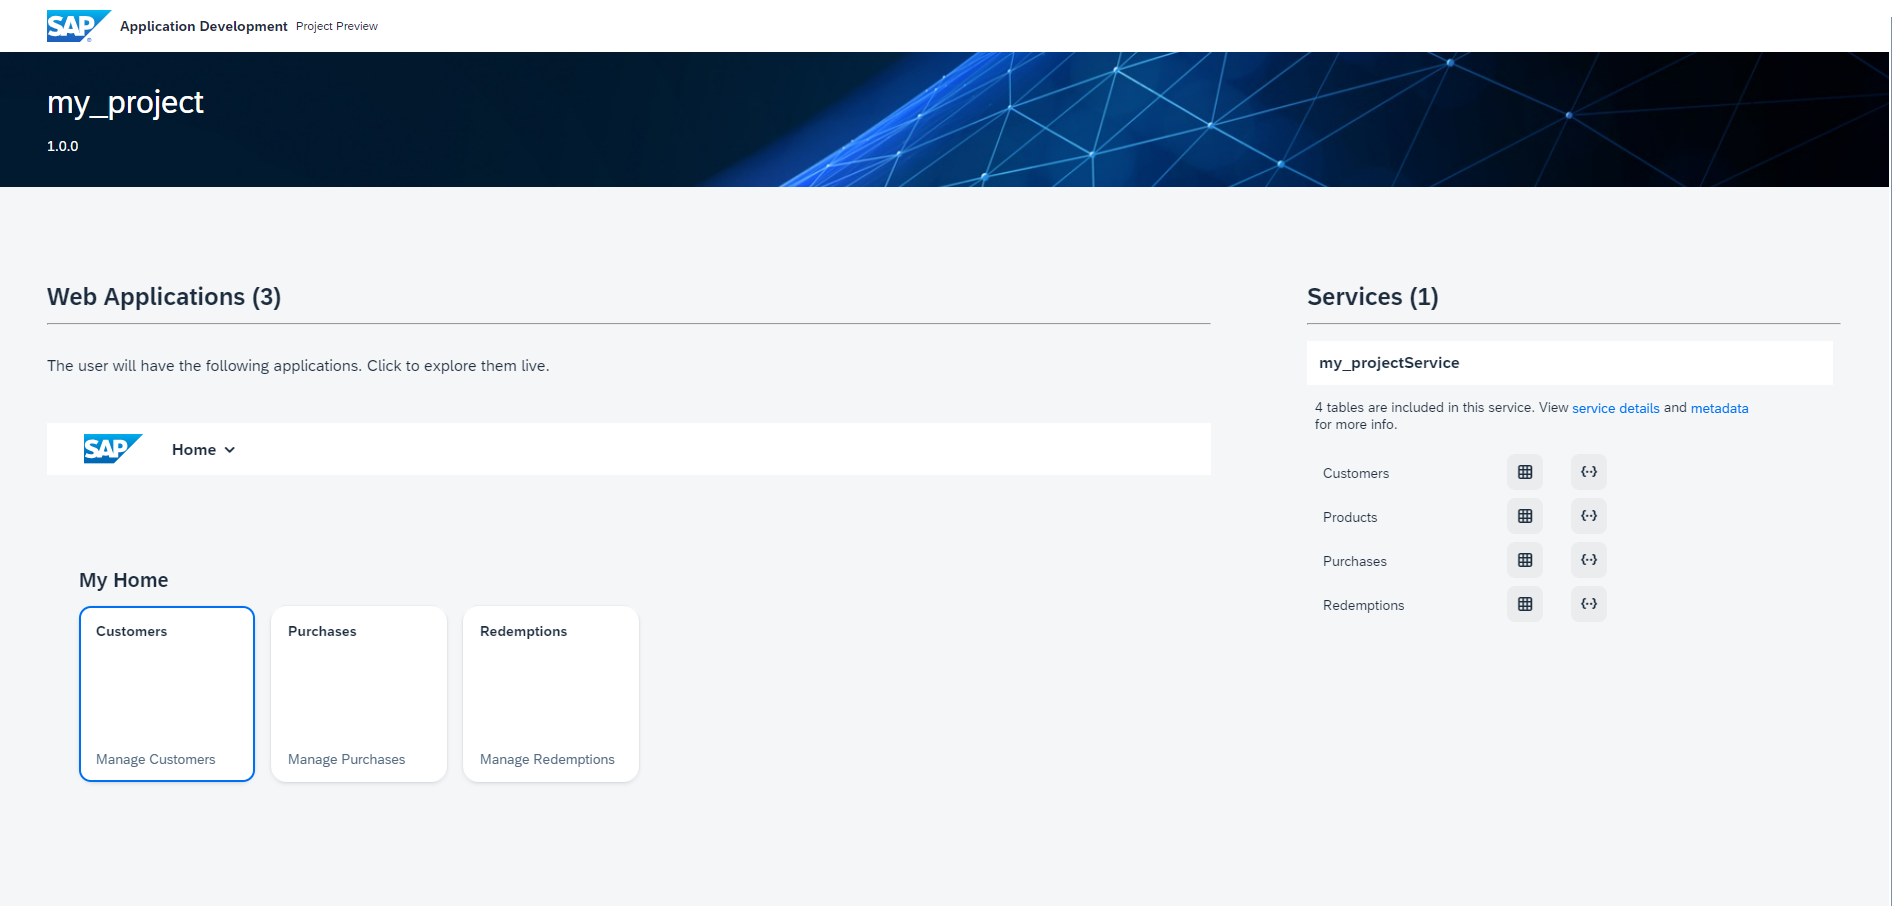 SAP Application Development Project Preview
my_project
1.0.0
Web Applications (3)
The user will have the following applications. Click to explore them live.
SAP Home
My Home
Customers
Manage Customers
Purchases
Manage Purchases
Redemptions
Manage Redemptions
Services (1)
my_projectService
4 tables are included in this service. View service details and metadata
for more info.
Customers
Products
Purchases
Redemptions